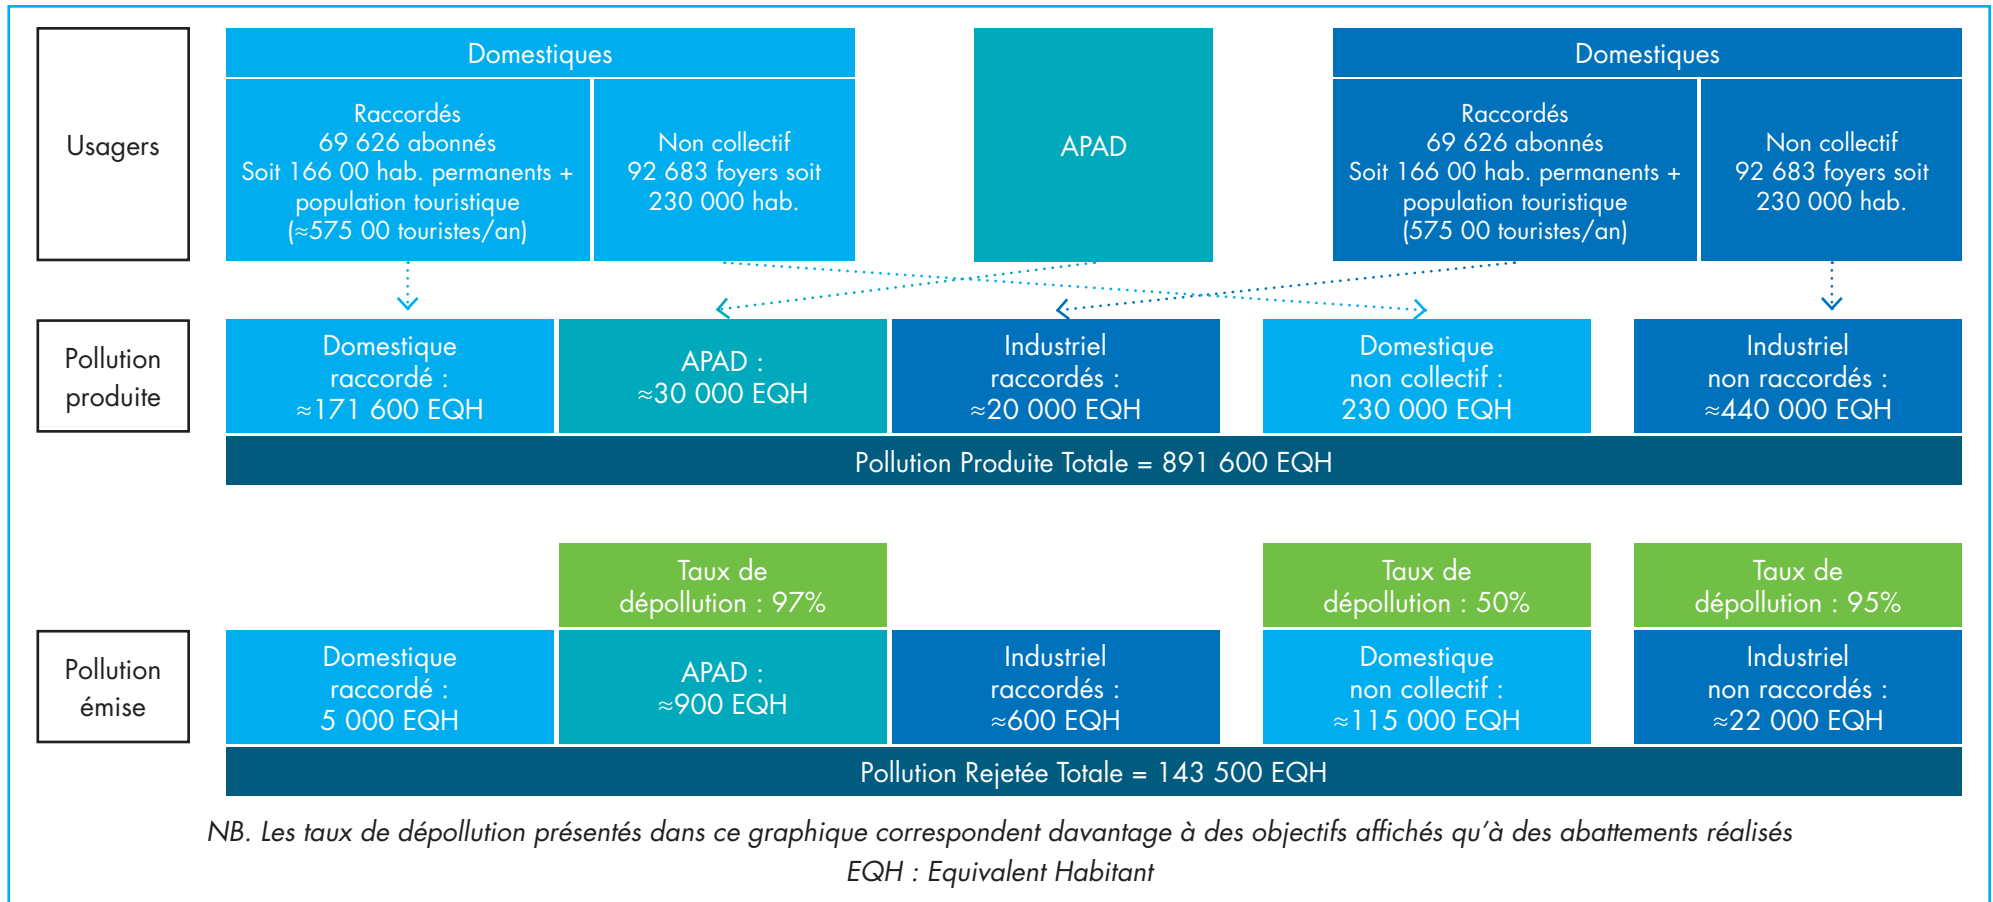 Usagers
Domestiques
Raccordés
69 626 abonnés
Soit 166 00 hab. permanents +
population touristique
(≈575 00 touristes/an)
Non collectif
92 683 foyers soit
230 000 hab.
APAD
Domestiques
Raccordés
69 626 abonnés
Soit 166 00 hab. permanents +
population touristique
(575 00 touristes/an)
Non collectif
92 683 foyers soit
230 000 hab.
Pollution
produite
Domestique
raccordé :
≈171 600 EQH
APAD :
≈30 000 EQH
Industriel
raccordés :
≈20 000 EQH
Domestique
non collectif :
230 000 EQH
Industriel
non raccordés :
≈440 000 EQH
Pollution Produite Totale = 891 600 EQH
Taux de
dépollution : 97%
Taux de
dépollution : 50%
Taux de
dépollution : 95%
Pollution
émise
Domestique
raccordé :
5 000 EQH
APAD :
≈900 EQH
Industriel
raccordés :
≈600 EQH
Domestique
non collectif :
≈115 000 EQH
Industriel
non raccordés :
≈22 000 EQH
Pollution Rejetée Totale = 143 500 EQH
NB. Les taux de dépollution présentés dans ce graphique correspondent davantage à des objectifs affichés qu'à des abattements réalisés
EQH : Equivalent Habitant